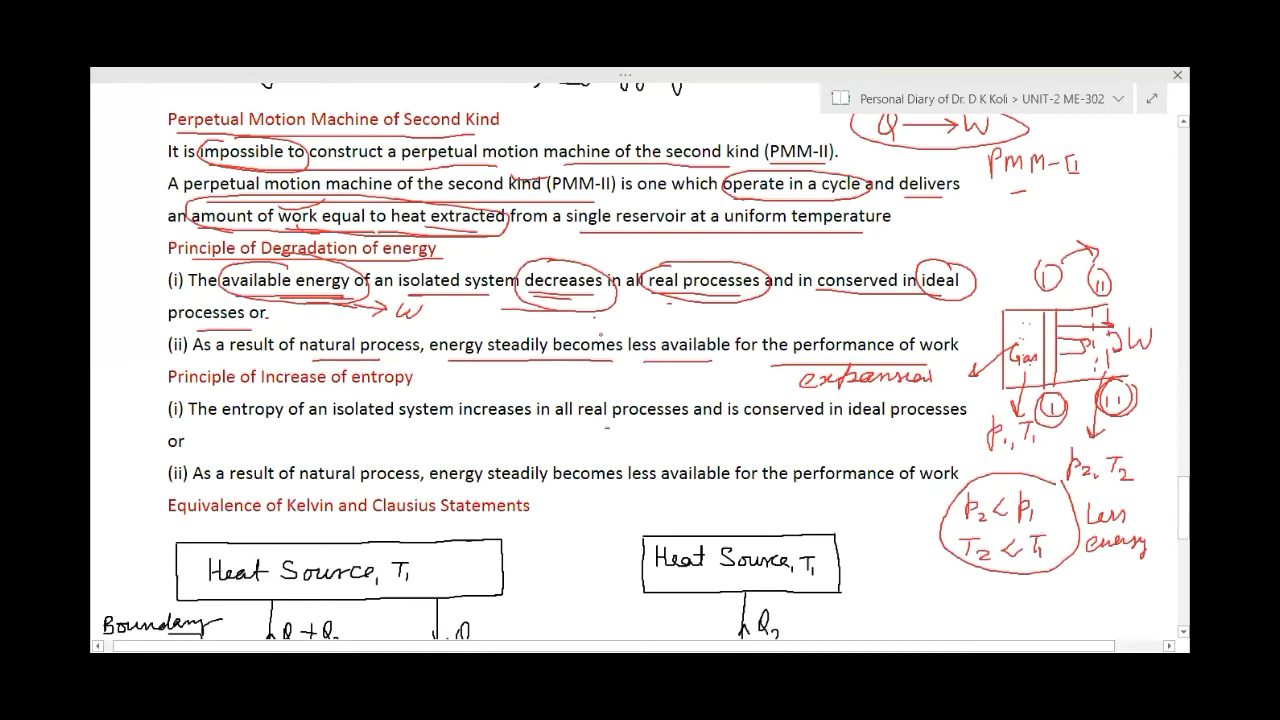 Personal Diary of Dr. D K Koli > UNIT-2 ME-302
Perpetual Motion Machine of Second Kind
Q → W
It is impossible to construct a perpetual motion machine of the second kind (PMM-II).
PMM-II
A perpetual motion machine of the second kind (PMM-II) is one which operate in a cycle and delivers
an amount of work equal to heat extracted from a single reservoir at a uniform temperature
Principle of Degradation of energy
(i) The available energy of an isolated system decreases in all real processes and in conserved in ideal
I II
processes or
W
(ii) As a result of natural process, energy steadily becomes less available for the performance of work
Gas
W
Principle of Increase of entropy
expansion
(i) The entropy of an isolated system increases in all real processes and is conserved in ideal processes
I II
or
P1, T1
(ii) As a result of natural process, energy steadily becomes less available for the performance of work
P2, T2
Equivalence of Kelvin and Clausius Statements
P2 < P1
T2 < T1
Less
energy
Heat Source, T1
Heat Source, T1
Boundary
Q2